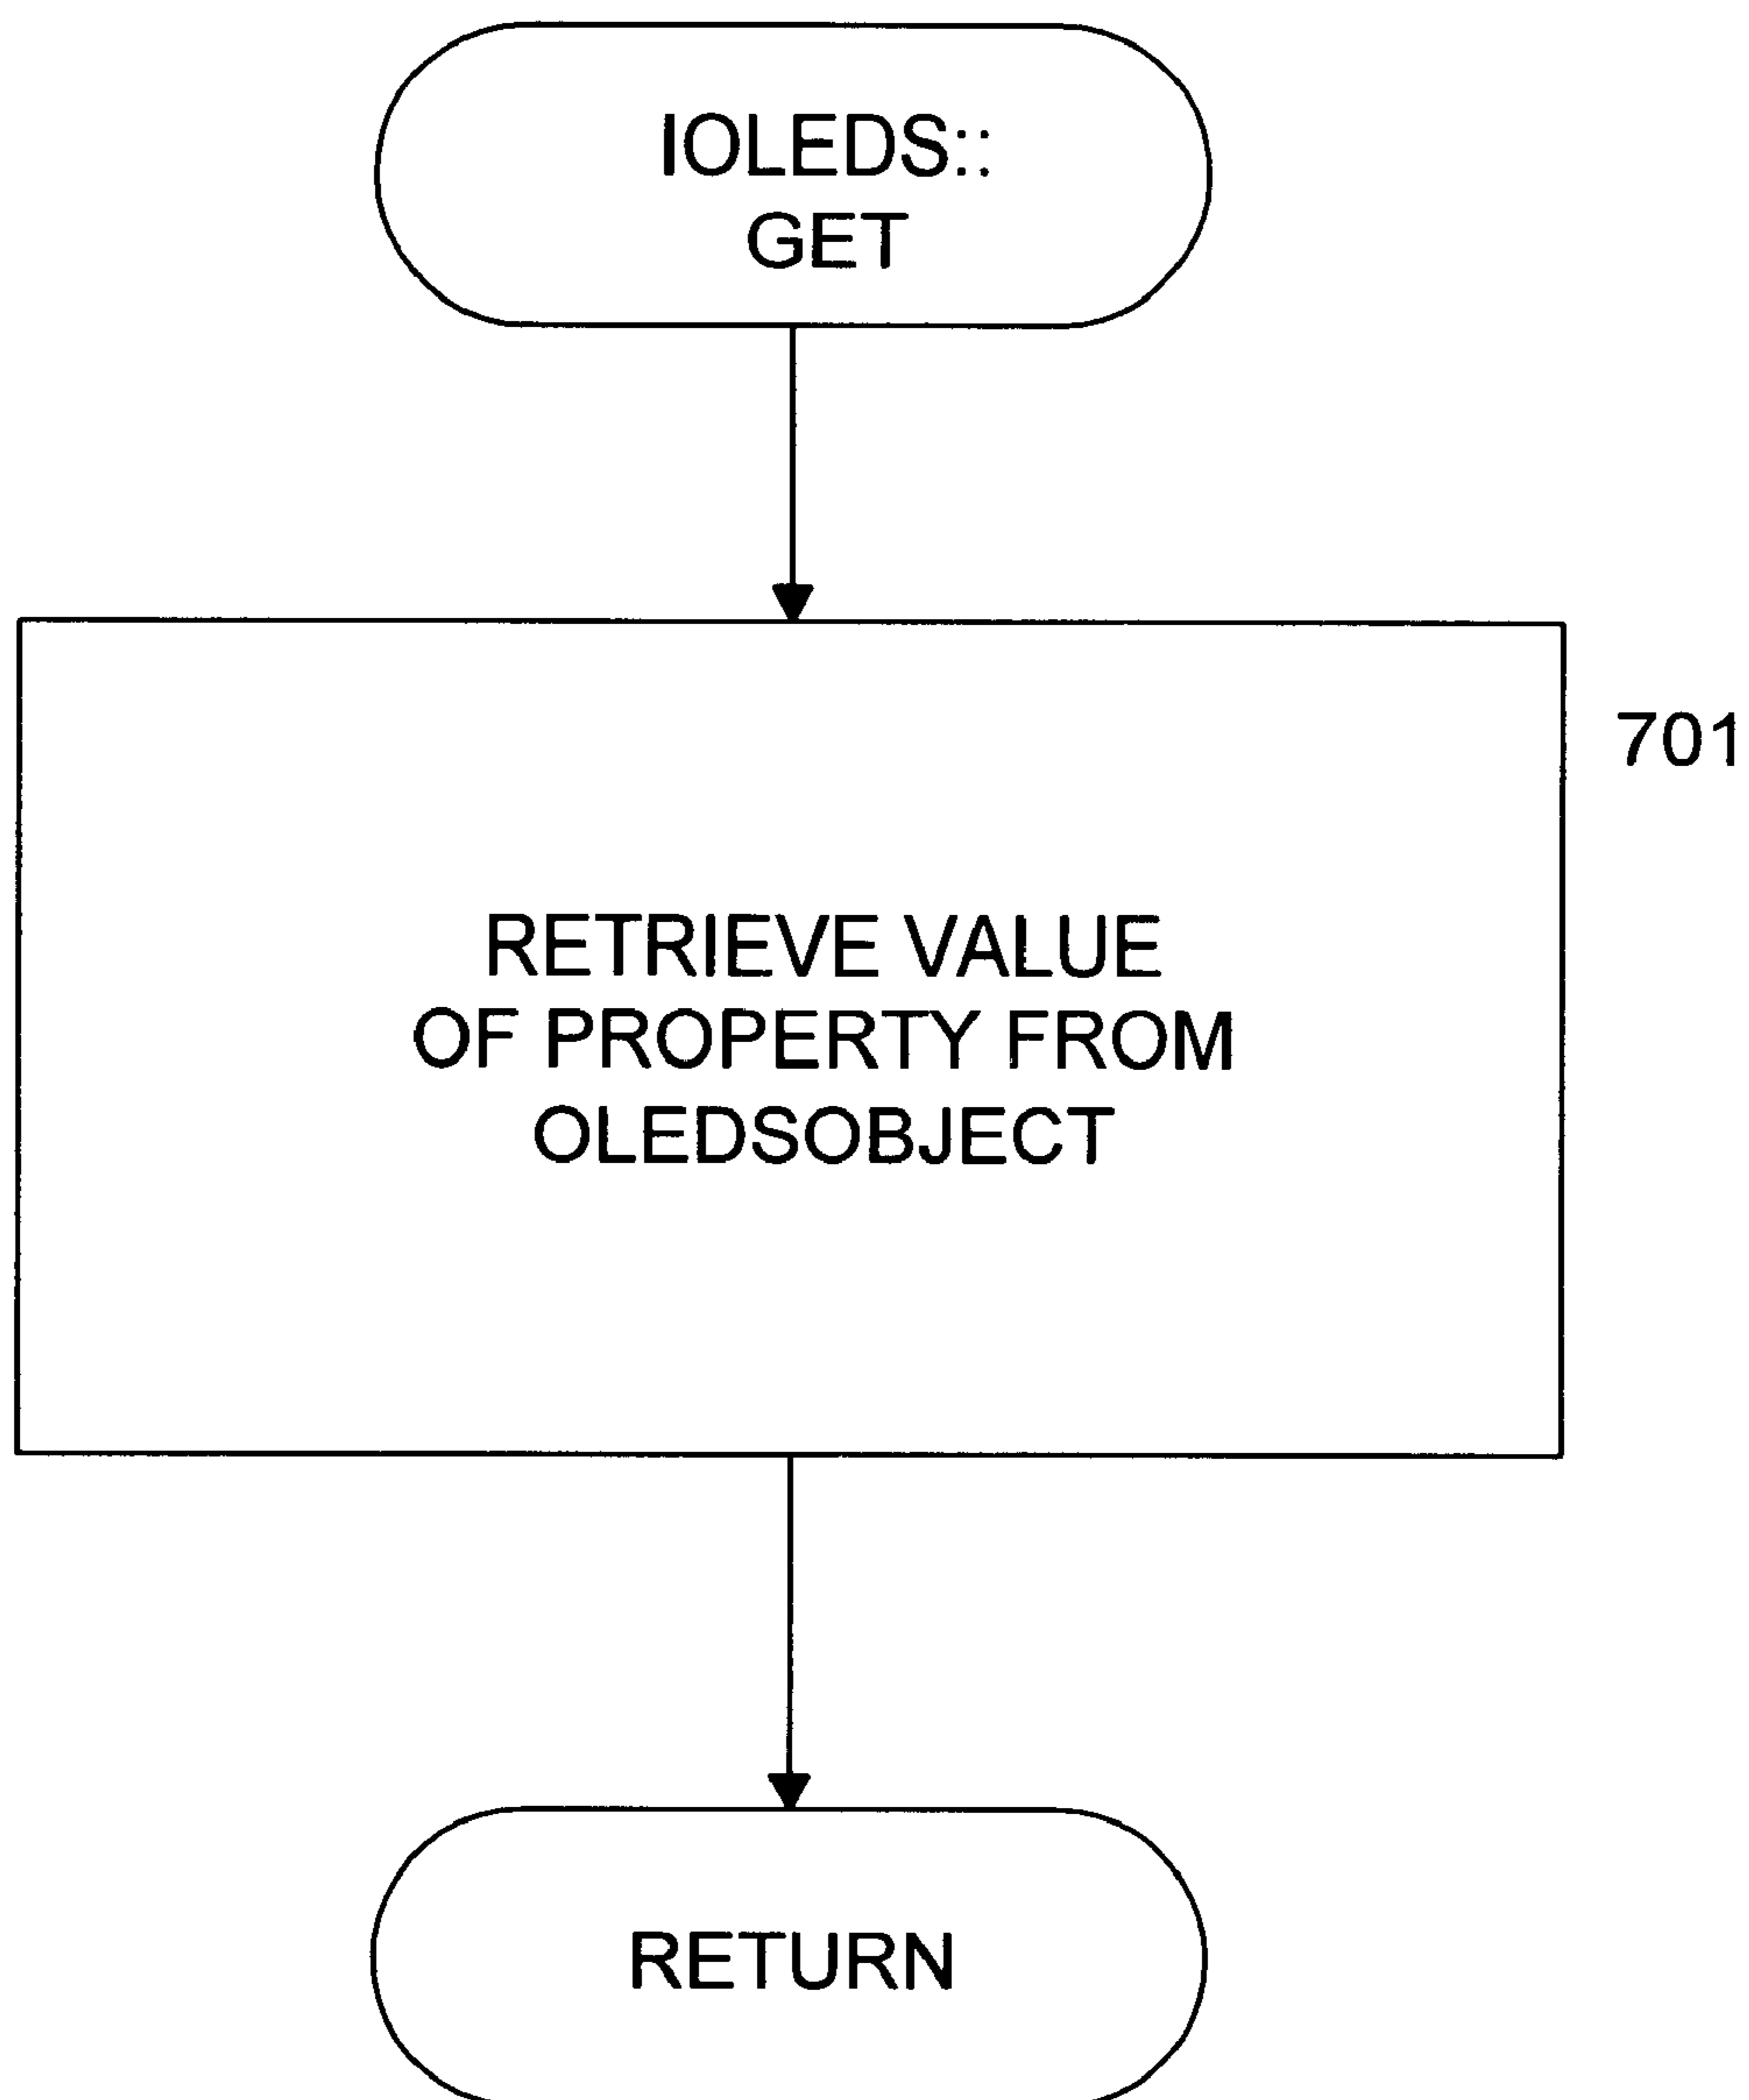 IOLEDS::
GET
701
RETRIEVE VALUE
OF PROPERTY FROM
OLEDSOBJECT
RETURN